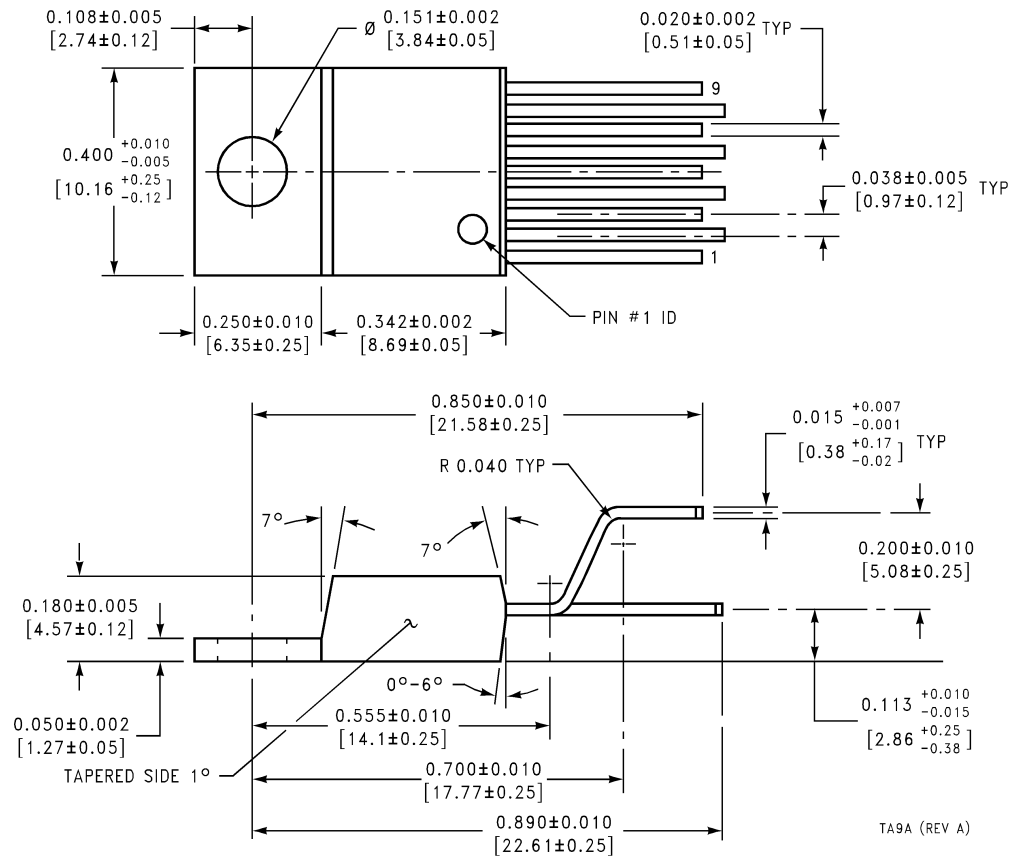 0.108±0.005
[2.74±0.12]
Ø 0.151±0.002
[3.84±0.05]
0.020±0.002 TYP
[0.51±0.05]
9
0.400 +0.010 -0.005
[10.16 +0.25 -0.12]
0.038±0.005 TYP
[0.97±0.12]
1
PIN #1 ID
0.250±0.010
[6.35±0.25]
0.342±0.002
[8.69±0.05]
0.850±0.010
[21.58±0.25]
0.015 +0.007 -0.001
[0.38 +0.17 -0.02] TYP
R 0.040 TYP
7°
7°
0.200±0.010
[5.08±0.25]
0.180±0.005
[4.57±0.12]
0°-6°
0.050±0.002
[1.27±0.05]
0.555±0.010
[14.1±0.25]
0.113 +0.010 -0.015
[2.86 +0.25 -0.38]
TAPERED SIDE 1°
0.700±0.010
[17.77±0.25]
0.890±0.010
[22.61±0.25]
TA9A (REV A)